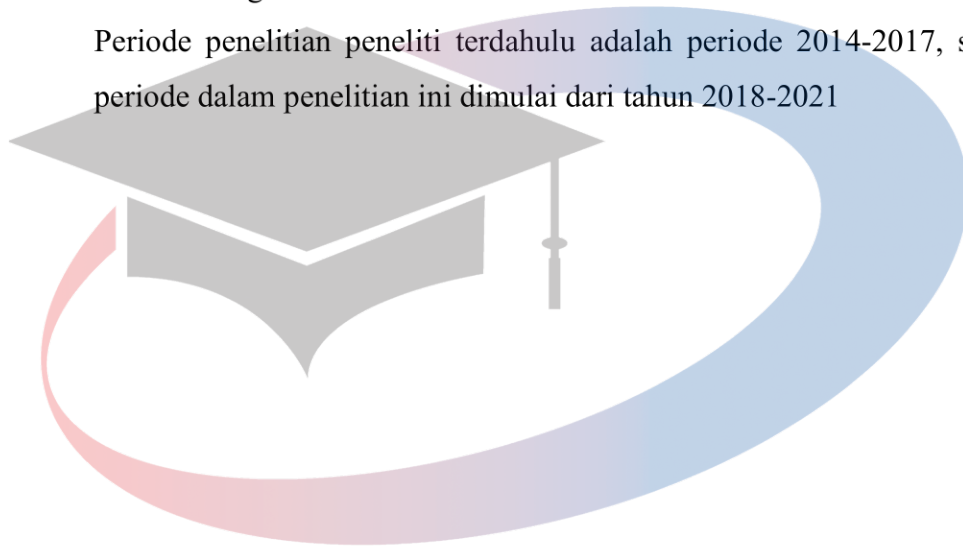 Periode penelitian peneliti terdahulu adalah periode 2014-2017,
periode dalam penelitian ini dimulai dari tahun 2018-2021